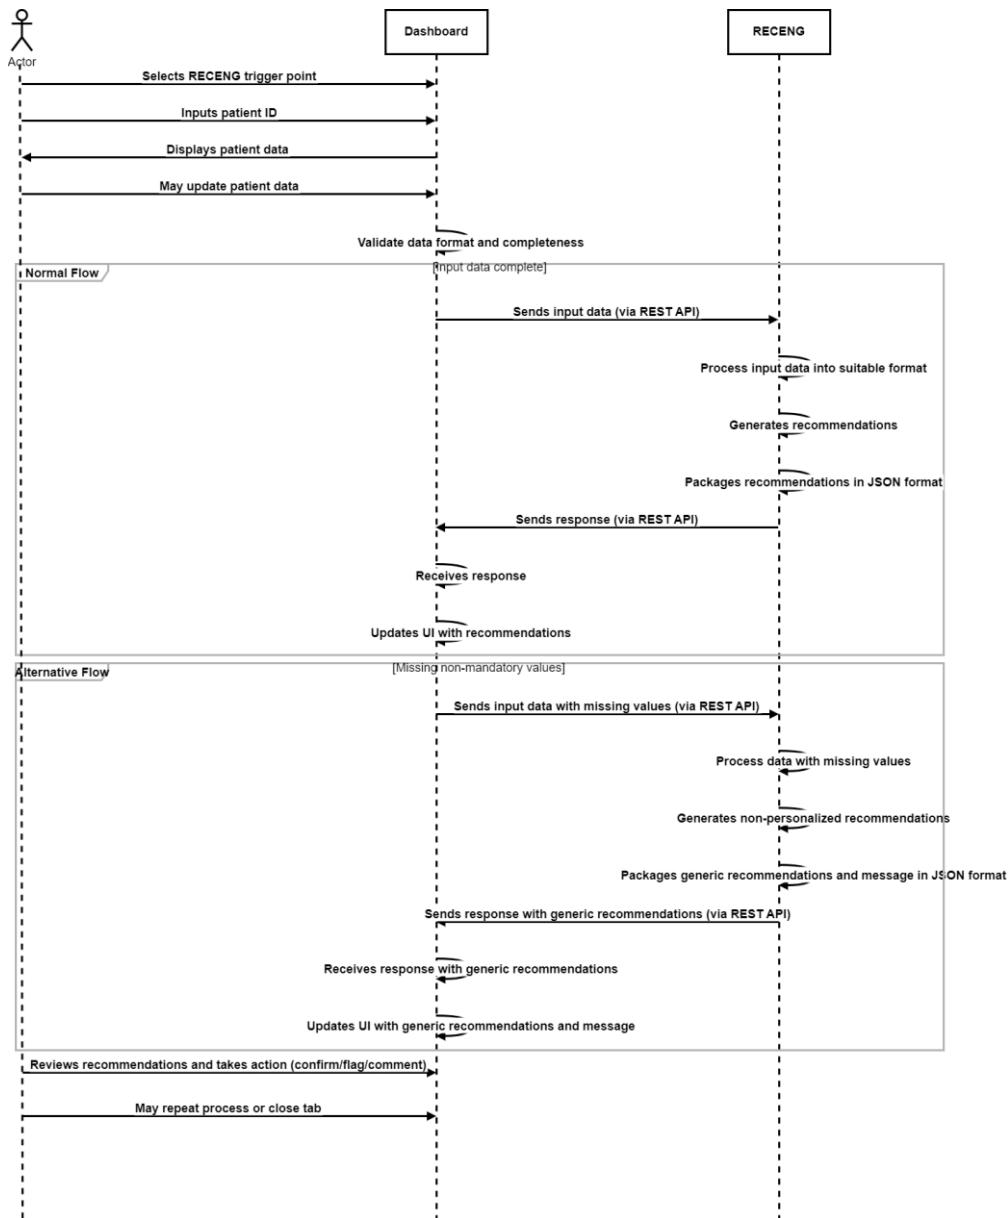 Actor
Dashboard
RECENG
Selects RECENG trigger point
Inputs patient ID
Displays patient data
May update patient data
Validate data format and completeness
Normal Flow
[Input data complete]
Sends input data (via REST API)
Process input data into suitable format
Generates recommendations
Packages recommendations in JSON format
Sends response (via REST API)
Receives response
Updates UI with recommendations
Alternative Flow
[Missing non-mandatory values]
Sends input data with missing values (via REST API)
Process data with missing values
Generates non-personalized recommendations
Packages generic recommendations and message in JSON format
Sends response with generic recommendations (via REST API)
Receives response with generic recommendations
Updates UI with generic recommendations and message
Reviews recommendations and takes action (confirm/flag/comment)
May repeat process or close tab